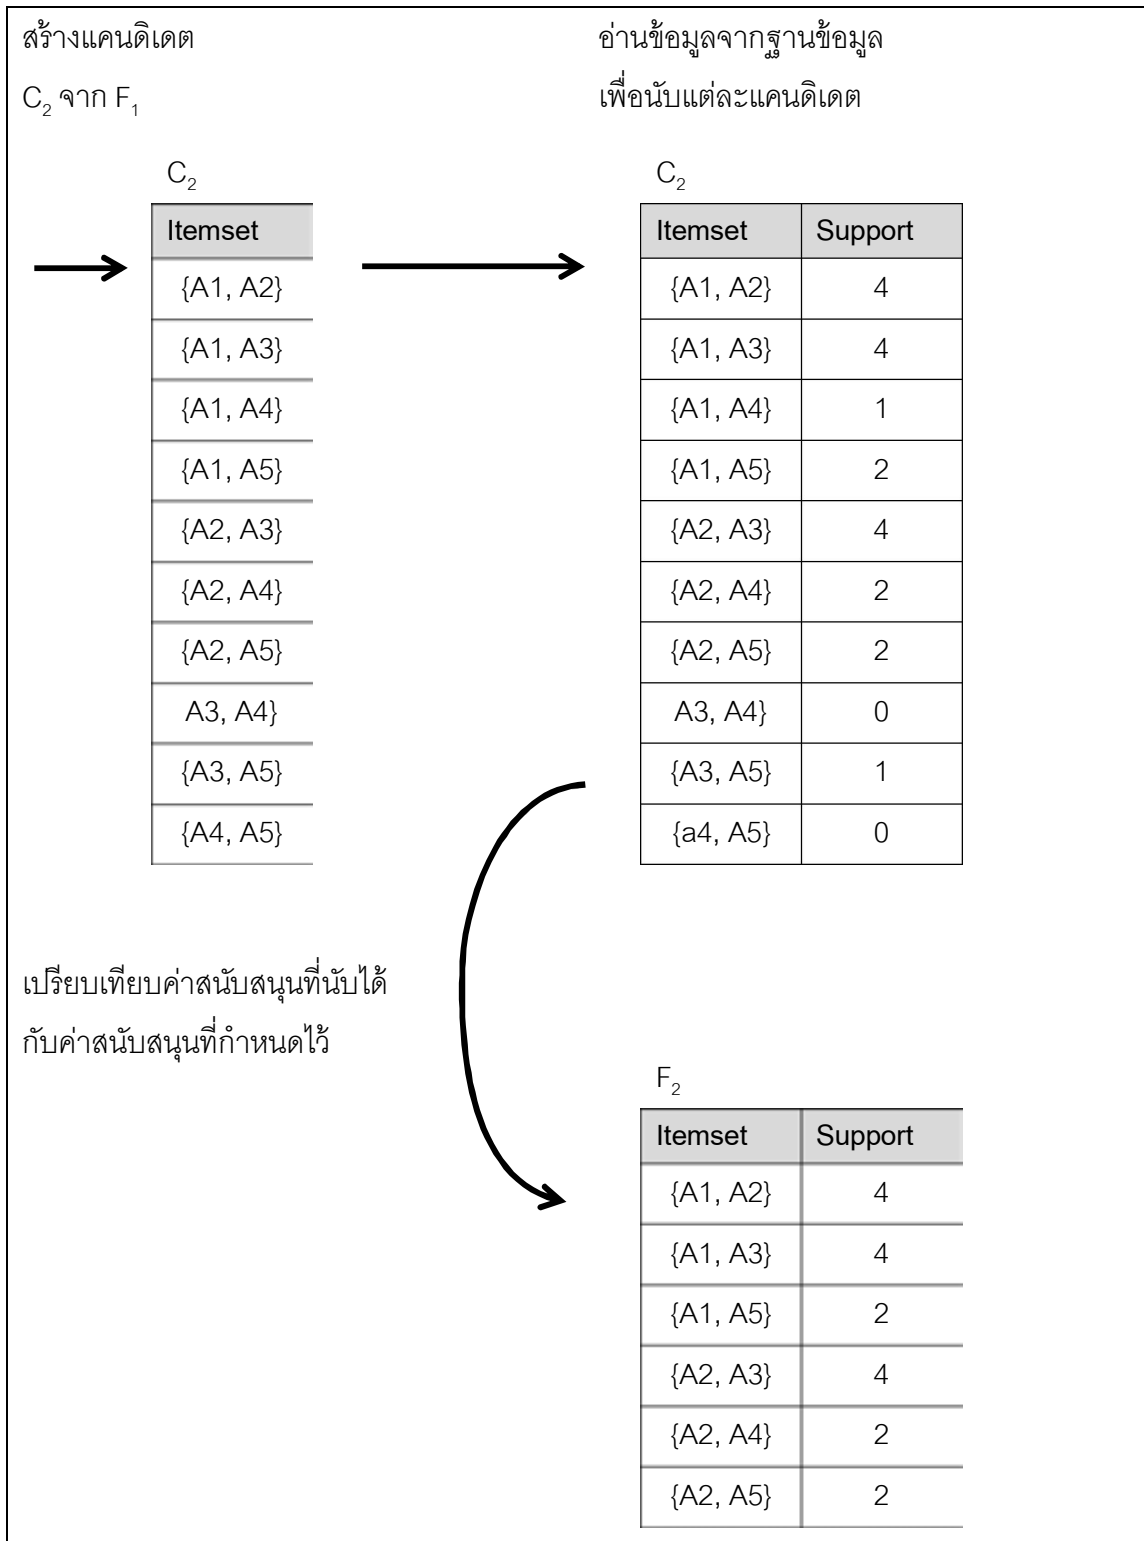 สร้างแคนดิเดต
C₂ จาก F₁
อ่านข้อมูลจากฐานข้อมูล
เพื่อนับแต่ละแคนดิเดต
C₂
Itemset
{A1, A2}
{A1, A3}
{A1, A4}
{A1, A5}
{A2, A3}
{A2, A4}
{A2, A5}
A3, A4}
{A3, A5}
{A4, A5}
C₂
Itemset Support
{A1, A2} 4
{A1, A3} 4
{A1, A4} 1
{A1, A5} 2
{A2, A3} 4
{A2, A4} 2
{A2, A5} 2
A3, A4} 0
{A3, A5} 1
{a4, A5} 0
เปรียบเทียบค่าสนับสนุนที่นับได้
กับค่าสนับสนุนที่กำหนดไว้
F₂
Itemset Support
{A1, A2} 4
{A1, A3} 4
{A1, A5} 2
{A2, A3} 4
{A2, A4} 2
{A2, A5} 2